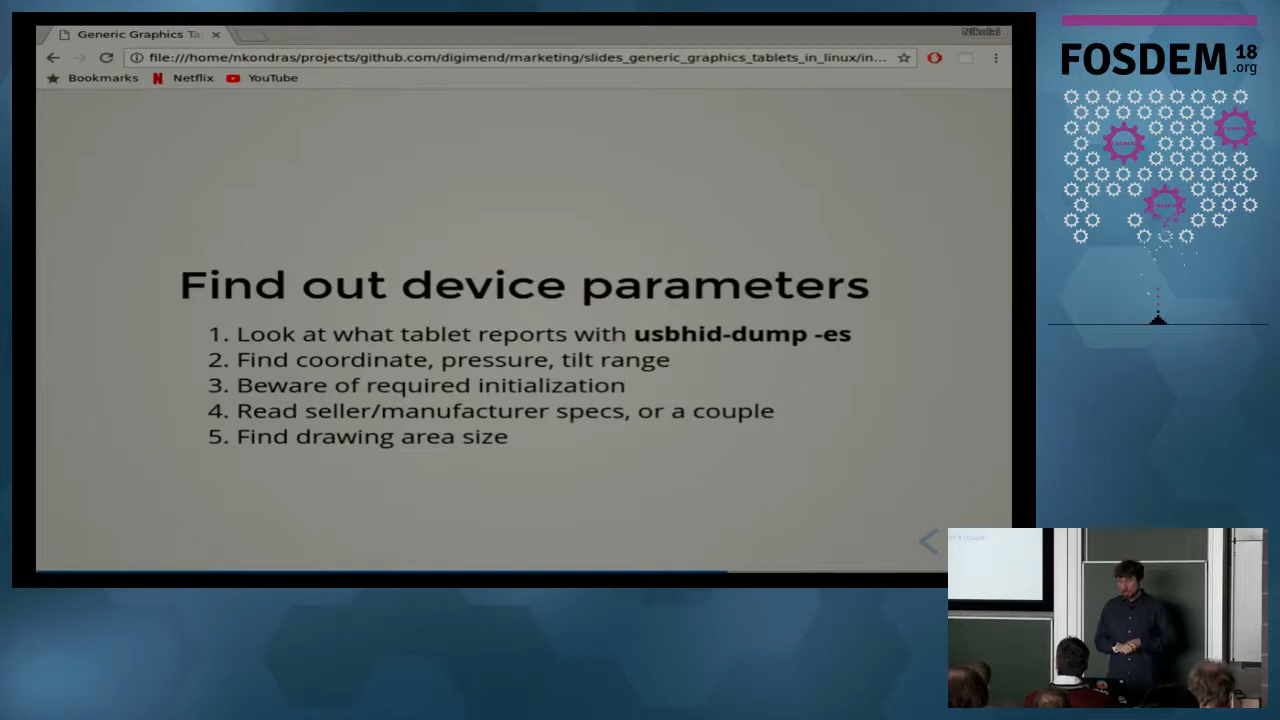 Generic Graphics Ta
Nikolai
file:///home/nkondras/projects/github.com/digimend/marketing/slides_generic_graphics_tablets_in_linux/in...
Bookmarks
Netflix
YouTube
Find out device parameters
1. Look at what tablet reports with usbhid-dump -es
2. Find coordinate, pressure, tilt range
3. Beware of required initialization
4. Read seller/manufacturer specs, or a couple
5. Find drawing area size
FOSDEM 18
.org